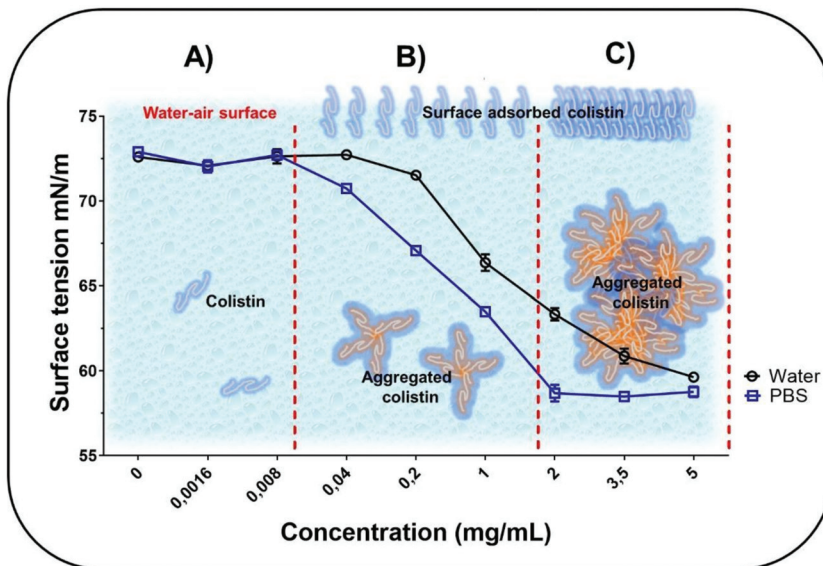 A)
B)
C)
Water-air surface
Surface adsorbed colistin
75
70
65
60
55
Surface tension mN/m
Colistin
Aggregated
colistin
Aggregated
colistin
Water
PBS
0
0,0016
0,008
0,04
0,2
1
2
3,5
5
Concentration (mg/mL)